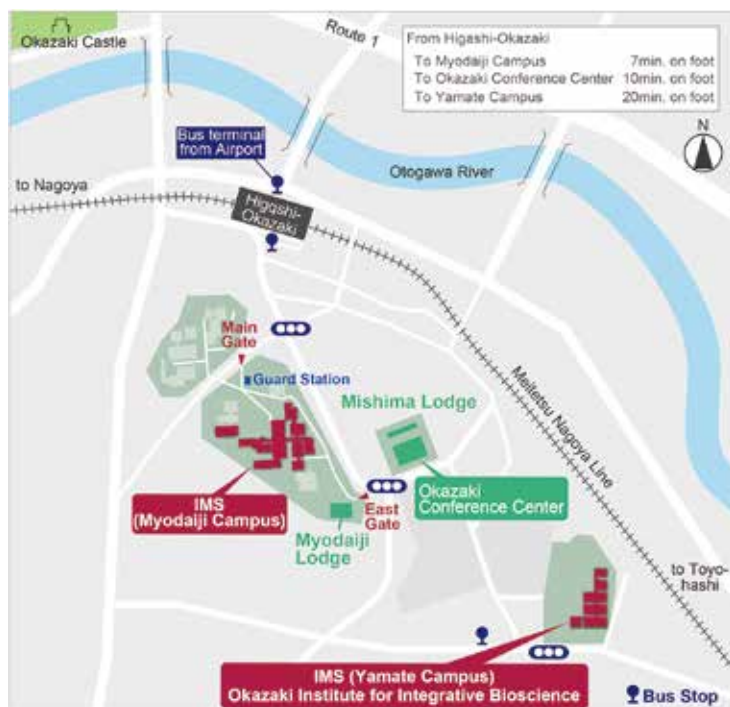 Okazaki Castle
Route 1
From Higashi-Okazaki
To Myodaiji Campus 7min. on foot
To Okazaki Conference Center 10min. on foot
To Yamate Campus 20min. on foot
N
Bus terminal
from Airport
Otogawa River
to Nagoya
Higashi-
Okazaki
Main
Gate
Guard Station
Meitetsu Nagoya Line
Mishima Lodge
IMS
(Myodaiji Campus)
Okazaki
Conference Center
East
Gate
Myodaiji
Lodge
to Toyo-
hashi
IMS (Yamate Campus)
Okazaki Institute for Integrative Bioscience
Bus Stop